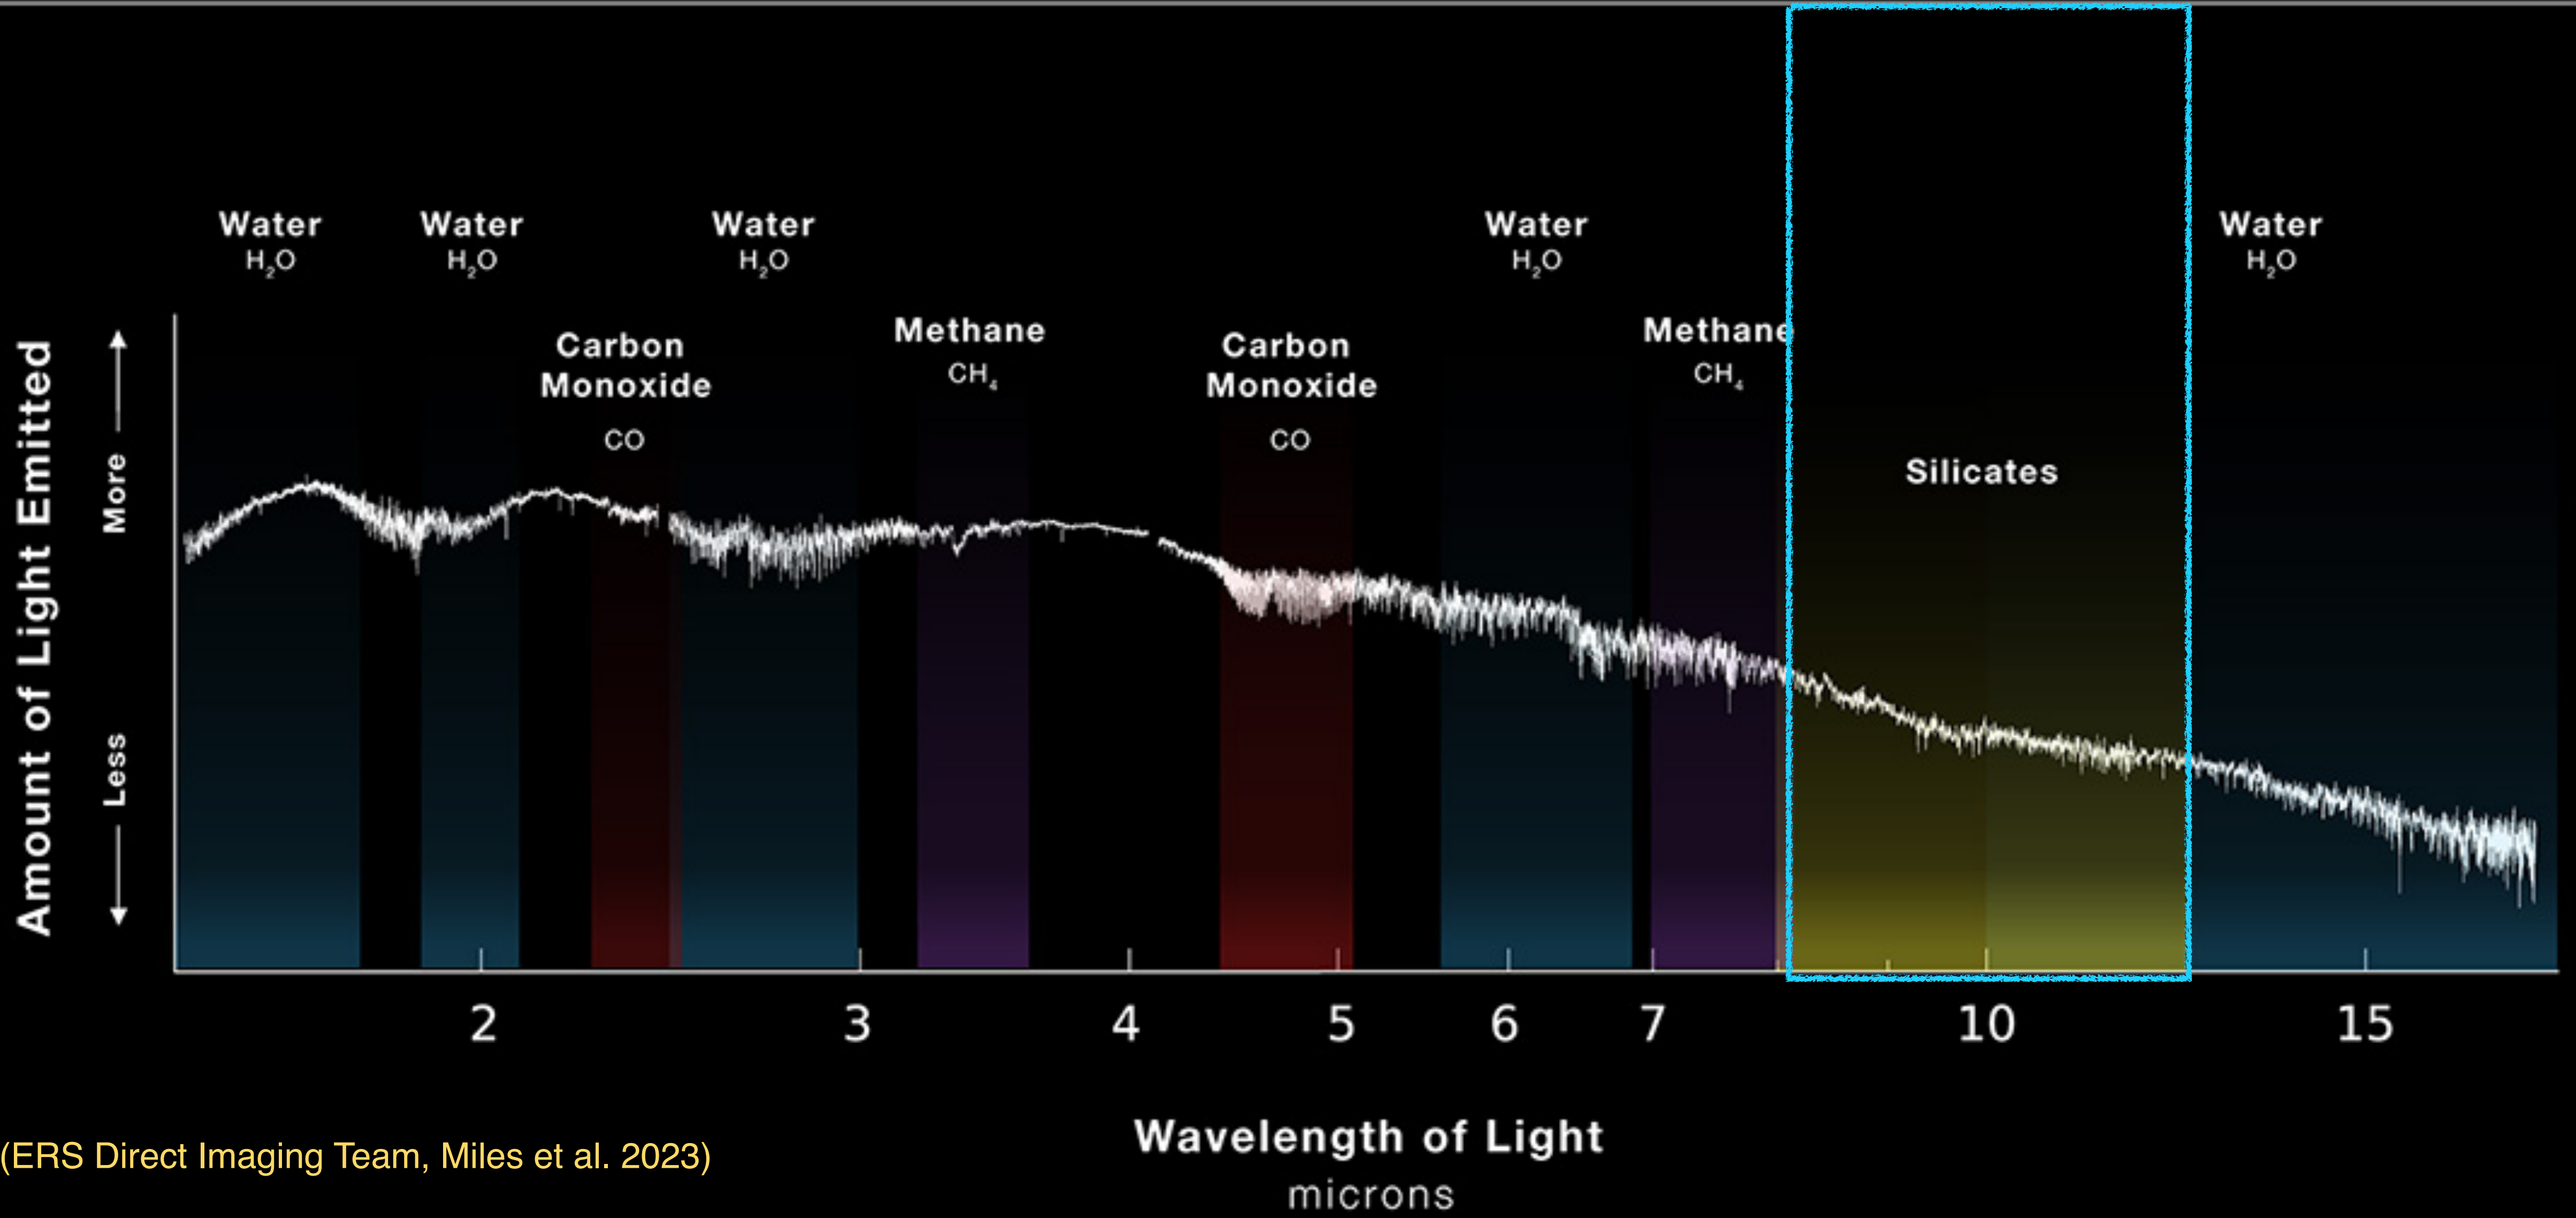 Water Water Water Water Water
H₂O H₂O H₂O H₂O H₂O
Carbon
Monoxide
CO
Methane
CH₄
Carbon
Monoxide
CO
Methane
CH₄
Silicates
Amount of Light Emitted
More
Less
2 3 4 5 6 7 10 15
Wavelength of Light
microns
(ERS Direct Imaging Team, Miles et al. 2023)